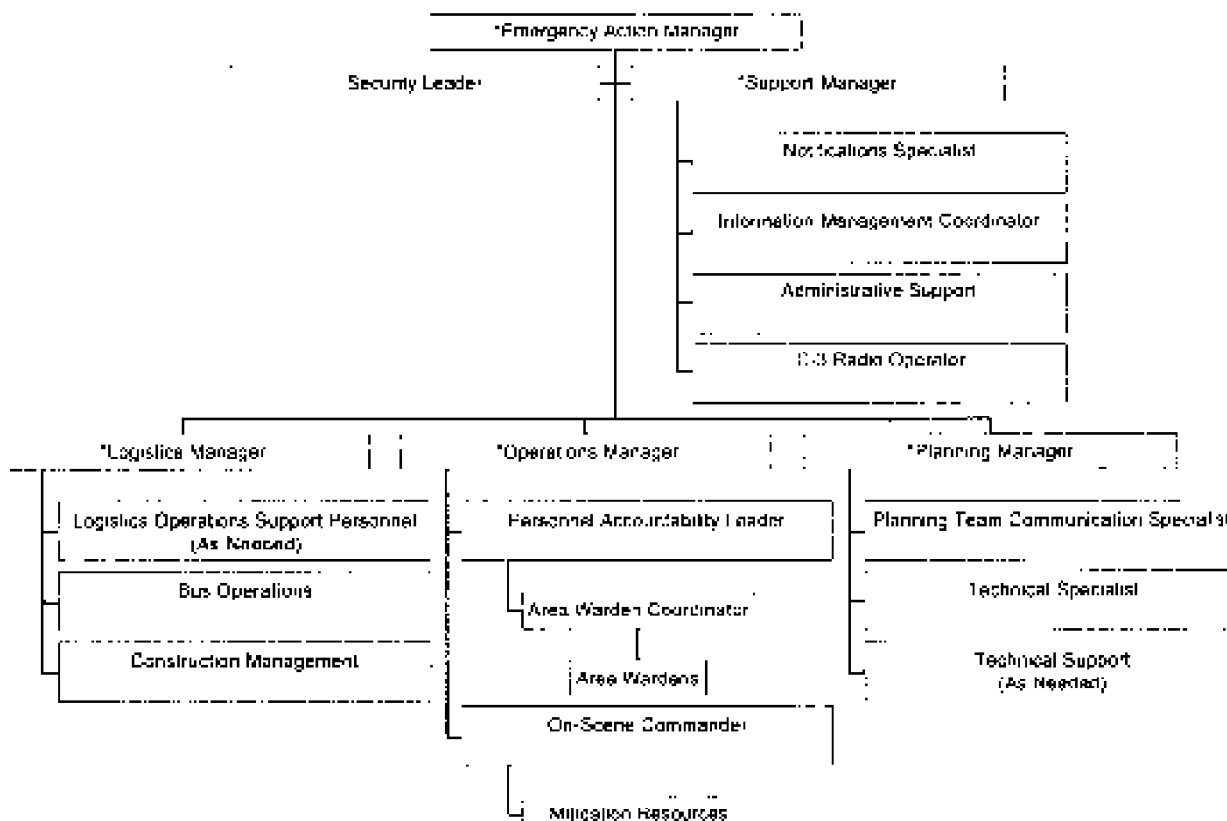 *Emergency Action Manager
Security Leader
*Support Manager
Notifications Specialist
Information Management Coordinator
Administrative Support
C-3 Radio Operator
*Logistics Manager
*Operations Manager
*Planning Manager
Logistics Operations Support Personnel
(As Needed)
Bus Operations
Construction Management
Personnel Accountability Leader
Area Warden Coordinator
Area Wardens
On-Scene Commander
Mitigation Resources
Planning Team Communication Specialist
Technical Specialist
Technical Support
(As Needed)